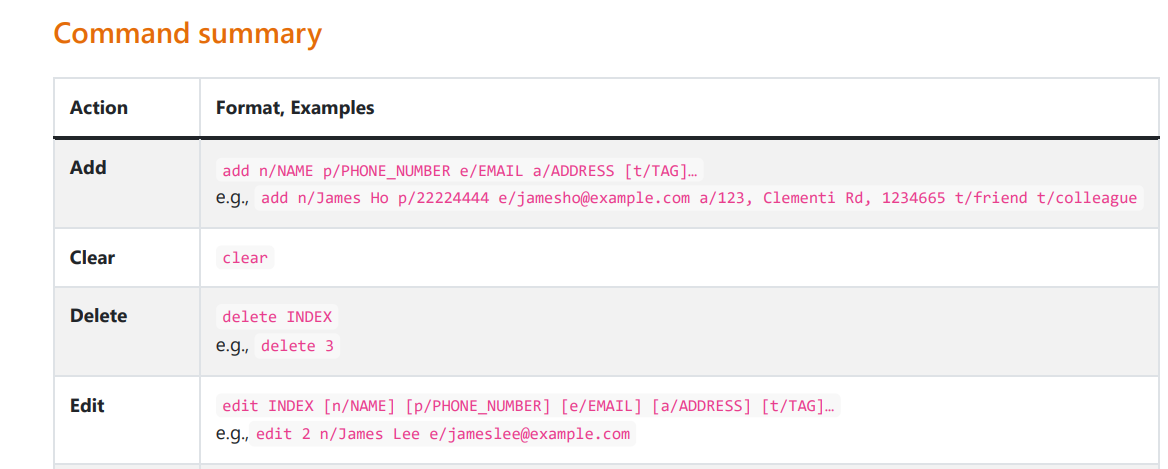 Command summary
Action Format, Examples
Add add n/NAME p/PHONE_NUMBER e/EMAIL a/ADDRESS [t/TAG]…
e.g., add n/James Ho p/22224444 e/jamesho@example.com a/123, Clementi Rd, 1234665 t/friend t/colleague
Clear clear
Delete delete INDEX
e.g., delete 3
Edit edit INDEX [n/NAME] [p/PHONE_NUMBER] [e/EMAIL] [a/ADDRESS] [t/TAG]…
e.g., edit 2 n/James Lee e/jameslee@example.com